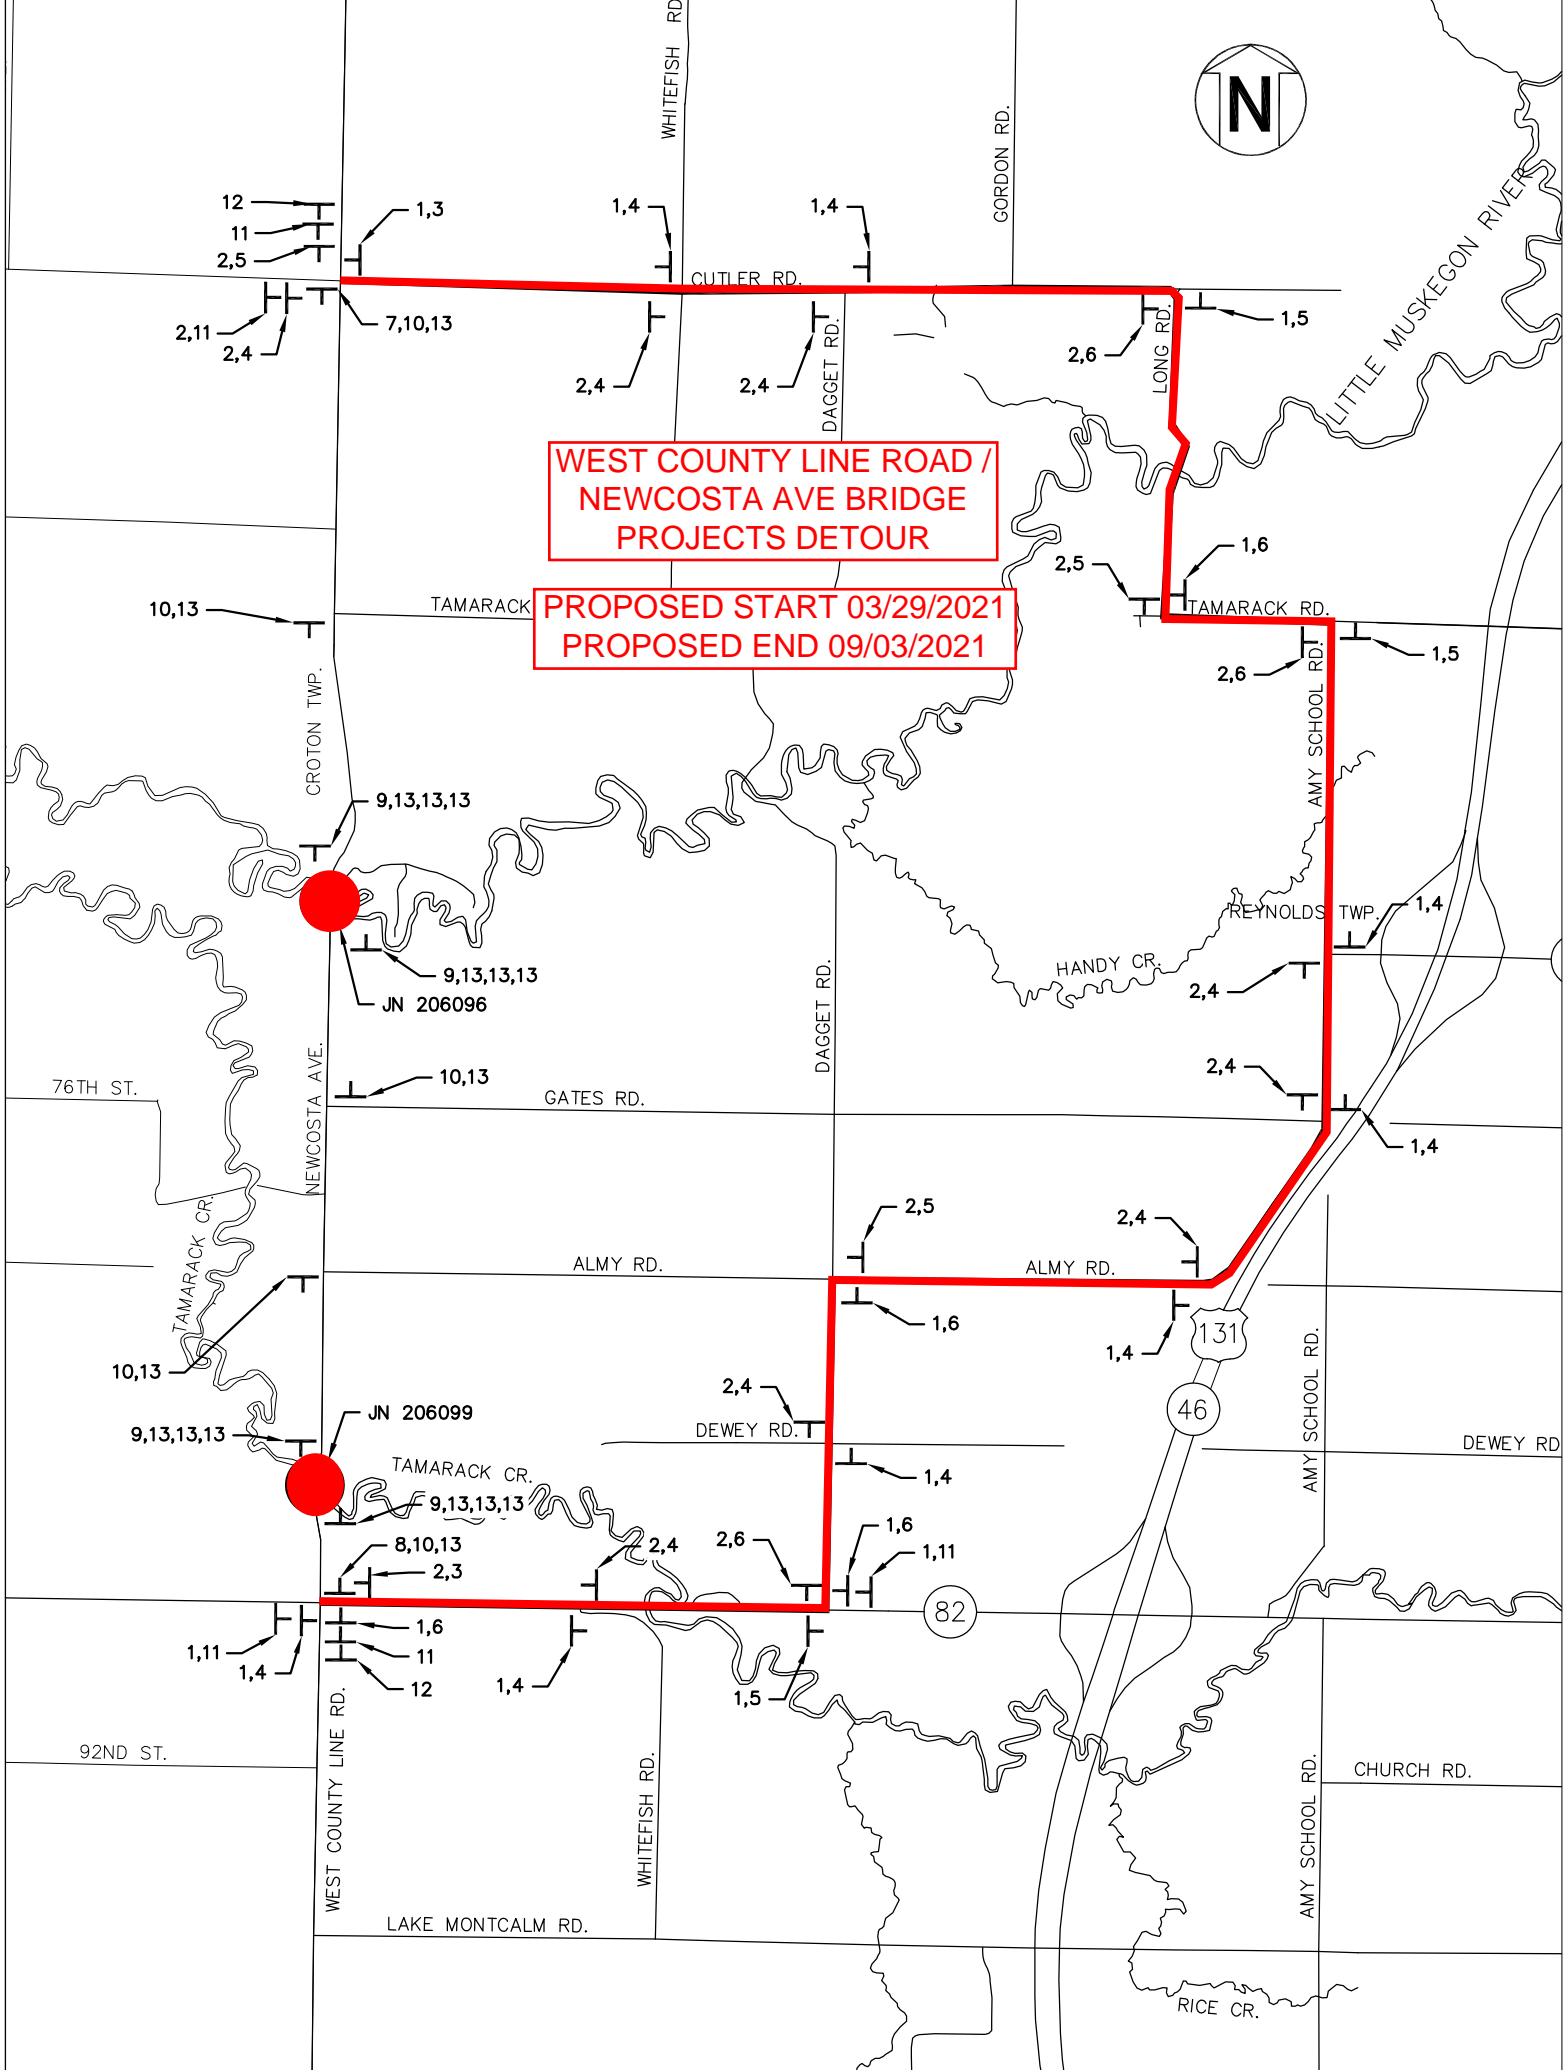 WHITEFISH RD
GORDON RD.
N
LITTLE MUSKEGON RIVER
12
11
2,5
1,3
1,4
1,4
CUTLER RD.
2,11
2,4
7,10,13
2,4
2,4
DAGGET RD.
2,6
LONG RD.
1,5
WEST COUNTY LINE ROAD /
NEWCOSTA AVE BRIDGE
PROJECTS DETOUR
PROPOSED START 03/29/2021
PROPOSED END 09/03/2021
10,13
TAMARACK
2,5
1,6
TAMARACK RD.
2,6
1,5
CROTON TWP.
AMY SCHOOL RD.
9,13,13,13
9,13,13,13
JN 206096
REYNOLDS TWP.
1,4
HANDY CR.
2,4
DAGGET RD.
76TH ST.
NEWCOSTA AVE.
10,13
GATES RD.
2,4
1,4
TAMARACK CR.
2,5
2,4
ALMY RD.
ALMY RD.
1,6
131
1,4
10,13
2,4
46
AMY SCHOOL RD.
JN 206099
9,13,13,13
DEWEY RD.
DEWEY RD
TAMARACK CR.
1,4
9,13,13,13
8,10,13
2,3
2,4
2,6
1,6
1,11
82
1,11
1,4
1,6
11
12
1,4
1,5
92ND ST.
WEST COUNTY LINE RD.
WHITEFISH RD.
AMY SCHOOL RD.
CHURCH RD.
LAKE MONTCALM RD.
RICE CR.